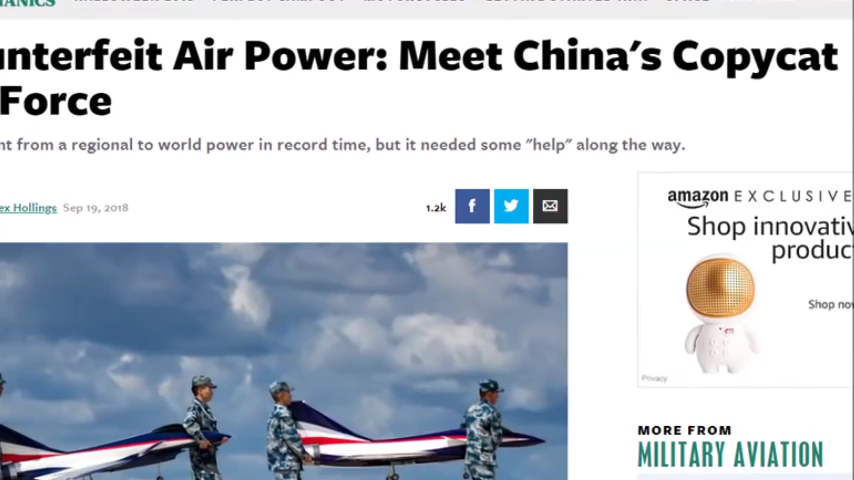 unterfeit Air Power: Meet China's Copycat
Force
nt from a regional to world power in record time, but it needed some "help" along the way.
ex Hollings Sep 19, 2018
1.2k
amazon EXCLUSIVE
Shop innovativ
product
Shop now
Privacy
MORE FROM
MILITARY AVIATION